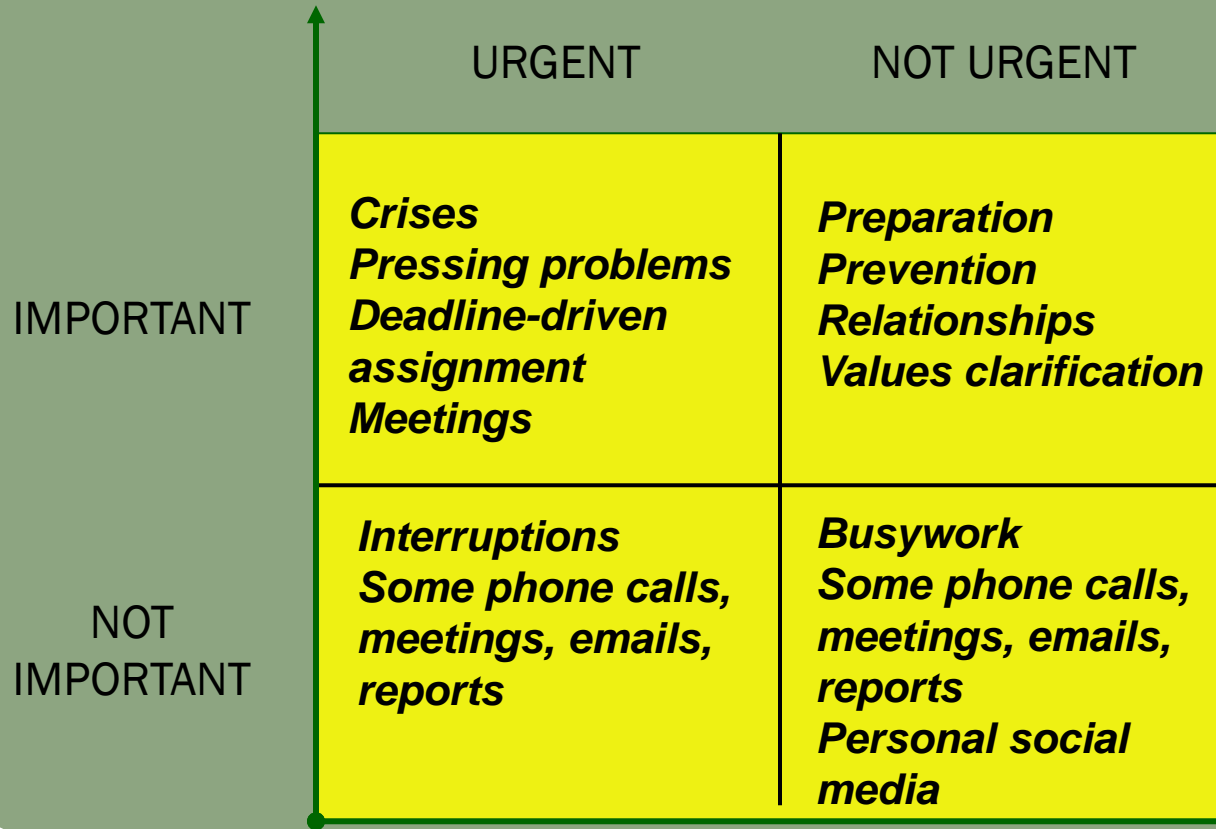 URGENT
NOT URGENT
IMPORTANT
Crises
Pressing problems
Deadline-driven
assignment
Meetings
Preparation
Prevention
Relationships
Values clarification
NOT
IMPORTANT
Interruptions
Some phone calls,
meetings, emails,
reports
Busywork
Some phone calls,
meetings, emails,
reports
Personal social
media